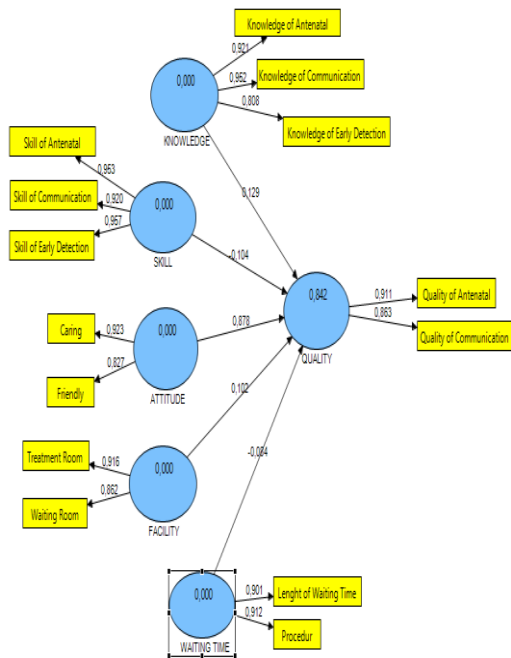 Knowledge of Antenatal
0,921
0,000
0,952
Knowledge of Communication
0,808
Knowledge of Early Detection
KNOWLEDGE
Skill of Antenatal
0,953
0,129
Skill of Communication
0,920
0,000
0,957
Skill of Early Detection
SKILL
-0,104
0,842
0,911
Quality of Antenatal
0,863
Quality of Communication
QUALITY
Caring
0,923
0,000
0,878
0,827
Friendly
ATTITUDE
0,102
Treatment Room
0,916
0,000
0,862
Waiting Room
FACILITY
0,000
0,901
Lenght of Waiting Time
0,912
Procedur
WAITING TIME